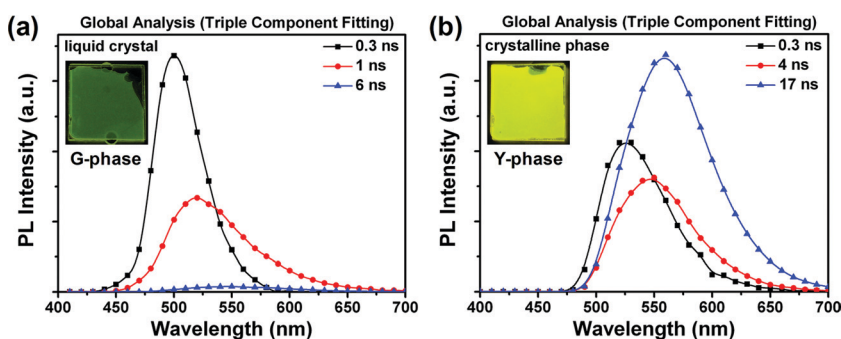 (a)
Global Analysis (Triple Component Fitting)
liquid crystal
G-phase
0.3 ns
1 ns
6 ns
PL Intensity (a.u.)
400 450 500 550 600 650 700
Wavelength (nm)
(b)
Global Analysis (Triple Component Fitting)
crystalline phase
Y-phase
0.3 ns
4 ns
17 ns
PL Intensity (a.u.)
400 450 500 550 600 650 700
Wavelength (nm)